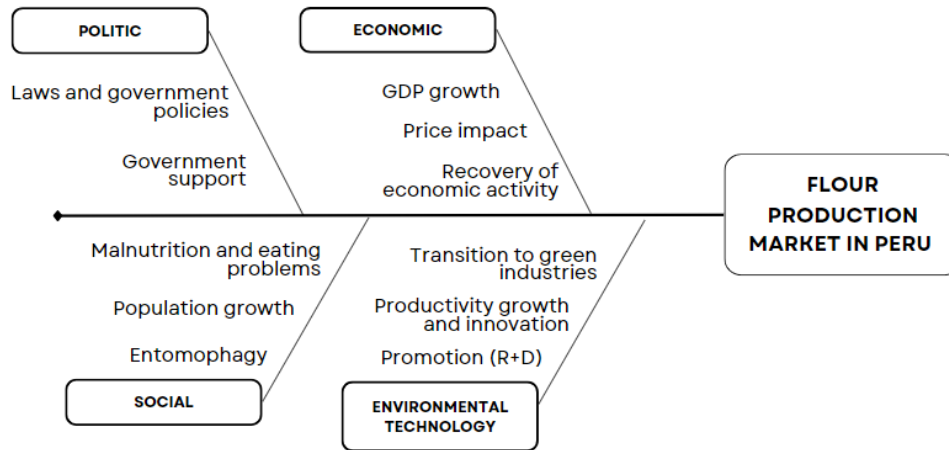 POLITIC
Laws and government
policies
Government
support
ECONOMIC
GDP growth
Price impact
Recovery of
economic activity
FLOUR
PRODUCTION
MARKET IN PERU
Malnutrition and eating
problems
Population growth
Entomophagy
SOCIAL
Transition to green
industries
Productivity growth
and innovation
Promotion (R+D)
ENVIRONMENTAL
TECHNOLOGY